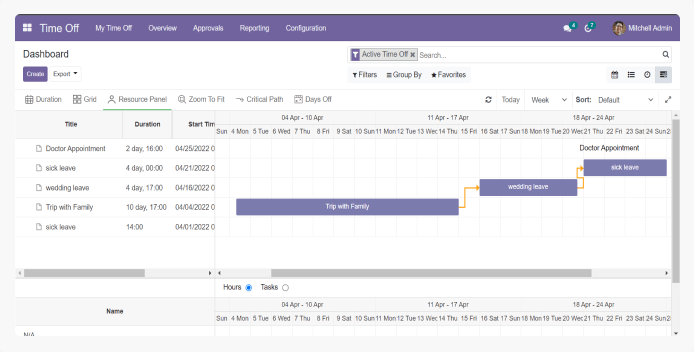 Time Off My Time Off Overview Approvals Reporting Configuration 4 7 Mitchell Admin
Dashboard
Active Time Off × Search...
Create Export
Filters Group By Favorites
Duration Grid Resource Panel Zoom To Fit Critical Path Days Off Today Week Sort: Default
Title Duration Start Tim
04 Apr - 10 Apr 11 Apr - 17 Apr 18 Apr - 24 Apr
Sun 4 Mon 5 Tue 6 Wed 7 Thu 8 Fri 9 Sat 10 Sun 11 Mon 12 Tue 13 Wec 14 Thu 15 Fri 16 Sat 17 Sun 18 Mon 19 Tue 20 Wec 21 Thu 22 Fri 23 Sat 24 Sun 2
Doctor Appointment 2 day, 16:00 04/25/2022 0 Doctor Appointment
sick leave 4 day, 00:00 04/21/2022 0 sick leave
wedding leave 4 day, 17:00 04/16/2022 0 wedding leave
Trip with Family 10 day, 17:00 04/04/2022 0 Trip with Family
sick leave 14:00 04/01/2022 0
Hours Tasks
Name
04 Apr - 10 Apr 11 Apr - 17 Apr 18 Apr - 24 Apr
Sun 4 Mon 5 Tue 6 Wed 7 Thu 8 Fri 9 Sat 10 Sun 11 Mon 12 Tue 13 Wec 14 Thu 15 Fri 16 Sat 17 Sun 18 Mon 19 Tue 20 Wec 21 Thu 22 Fri 23 Sat 24 Sun 2
N/A